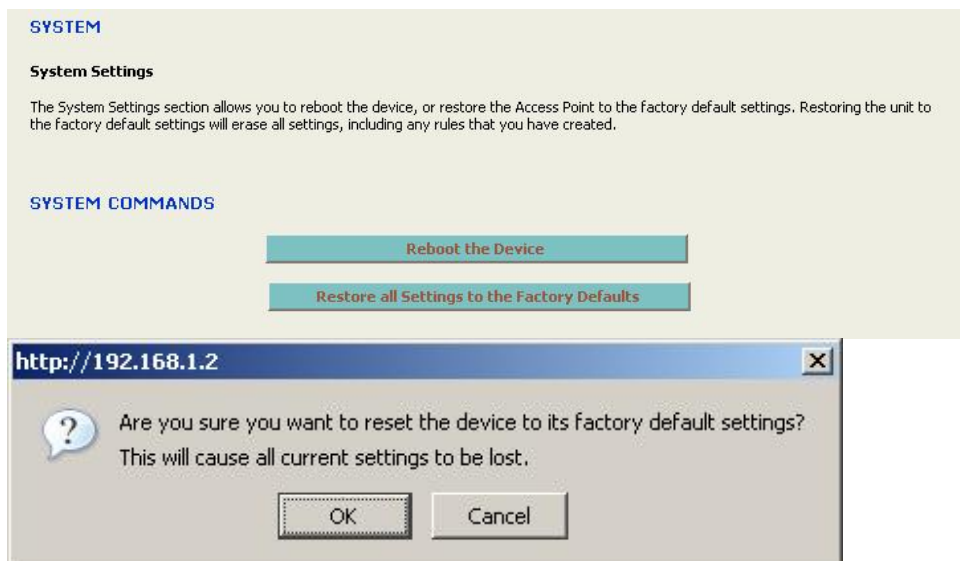 SYSTEM
System Settings
The System Settings section allows you to reboot the device, or restore the Access Point to the factory default settings. Restoring the unit to
the factory default settings will erase all settings, including any rules that you have created.
SYSTEM COMMANDS
Reboot the Device
Restore all Settings to the Factory Defaults
http://192.168.1.2
Are you sure you want to reset the device to its factory default settings?
This will cause all current settings to be lost.
OK
Cancel